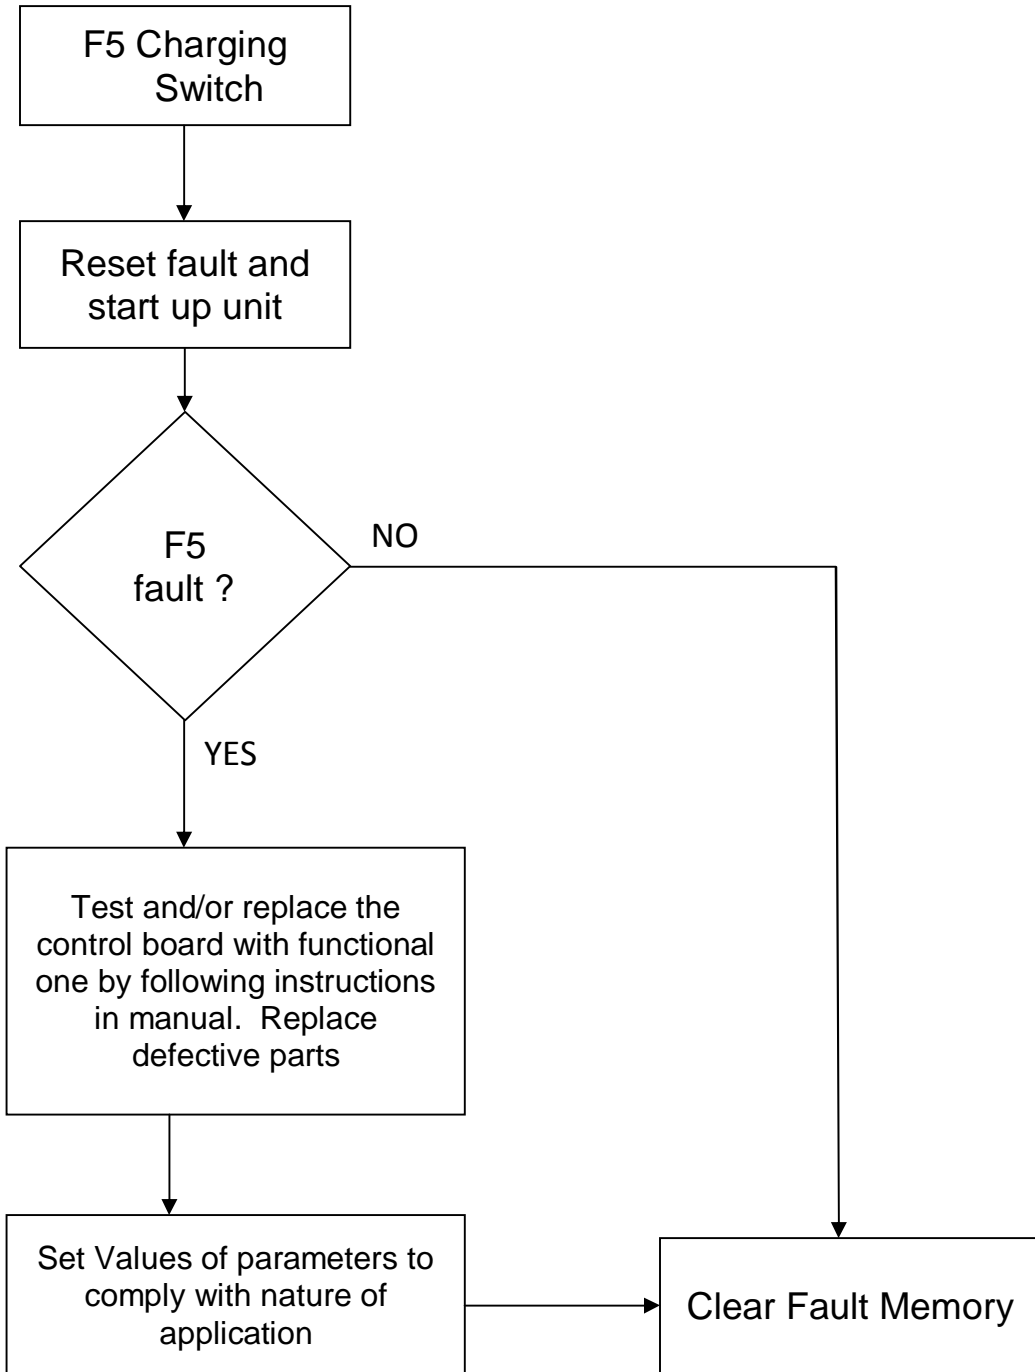 F5 Charging
Switch
Reset fault and
start up unit
F5
fault ?
NO
YES
Test and/or replace the
control board with functional
one by following instructions
in manual.  Replace
defective parts
Set Values of parameters to
comply with nature of
application
Clear Fault Memory